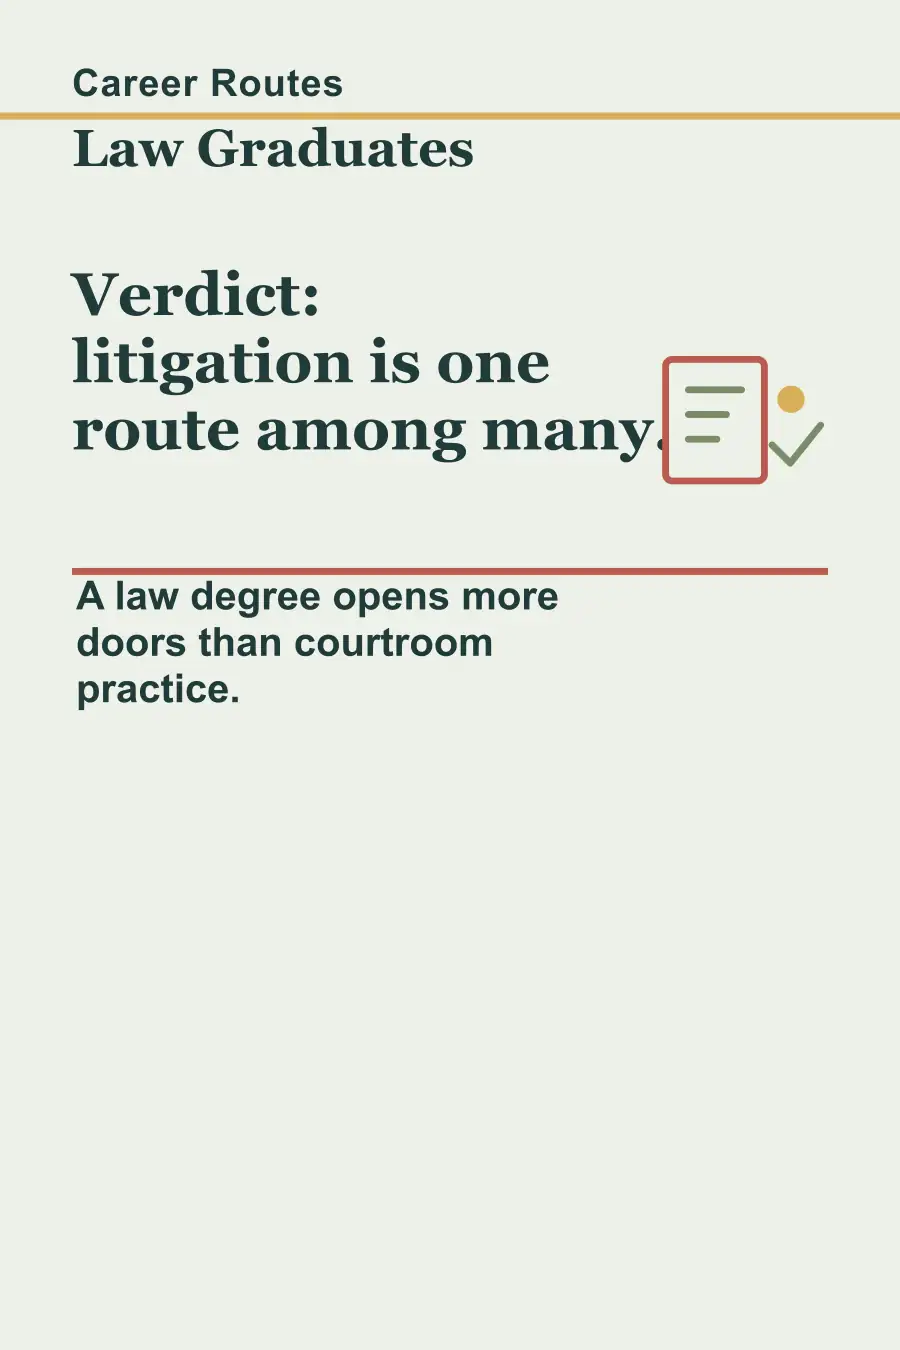 Career Routes
Law Graduates
Verdict:
litigation is one
route among many.
A law degree opens more
doors than courtroom
practice.